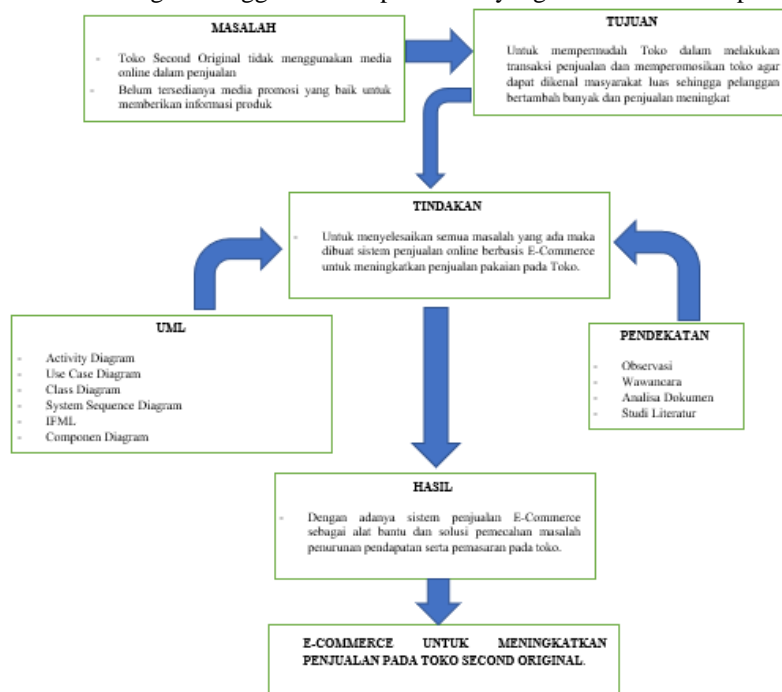 MASALAH
- Toko Second Original tidak menggunakan media
online dalam penjualan
- Belum tersedianya media promosi yang baik untuk
memberikan informasi produk
TUJUAN
Untuk mempermudah Toko dalam melakukan
transaksi penjualan dan memperomosikan toko agar
dapat dikenal masyarakat luas sehingga pelanggan
bertambah banyak dan penjualan meningkat
TINDAKAN
- Untuk menyelesaikan semua masalah yang ada maka
dibuat sistem penjualan online berbasis E-Commerce
untuk meningkatkan penjualan pakaian pada Toko.
UML
- Activity Diagram
- Use Case Diagram
- Class Diagram
- System Sequence Diagram
- IFML
- Componen Diagram
PENDEKATAN
- Observasi
- Wawancara
- Analisa Dokumen
- Studi Literatur
HASIL
- Dengan adanya sistem penjualan E-Commerce
sebagai alat bantu dan solusi pemecahan masalah
penurunan pendapatan serta pemasaran pada toko.
E-COMMERCE UNTUK MENINGKATKAN
PENJUALAN PADA TOKO SECOND ORIGINAL.